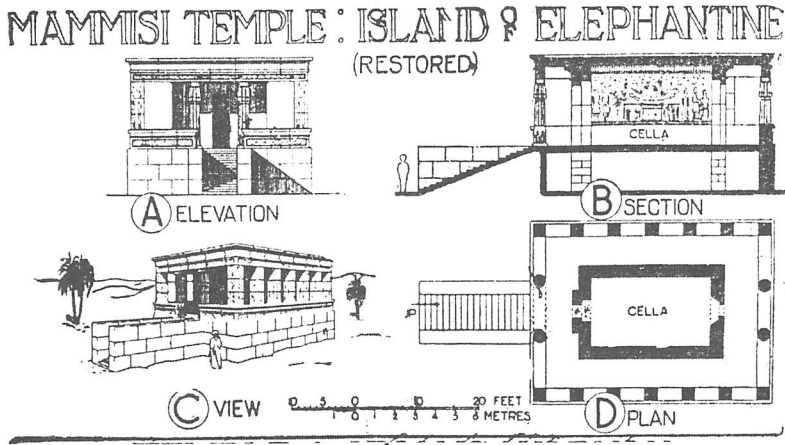 MAMMISI TEMPLE: ISLAND OF ELEPHANTINE
(RESTORED)
CELLA
A ELEVATION
B SECTION
UP
CELLA
C VIEW
10 5 0 10 20 FEET
1 0 1 2 3 4 5 6 METRES
D PLAN